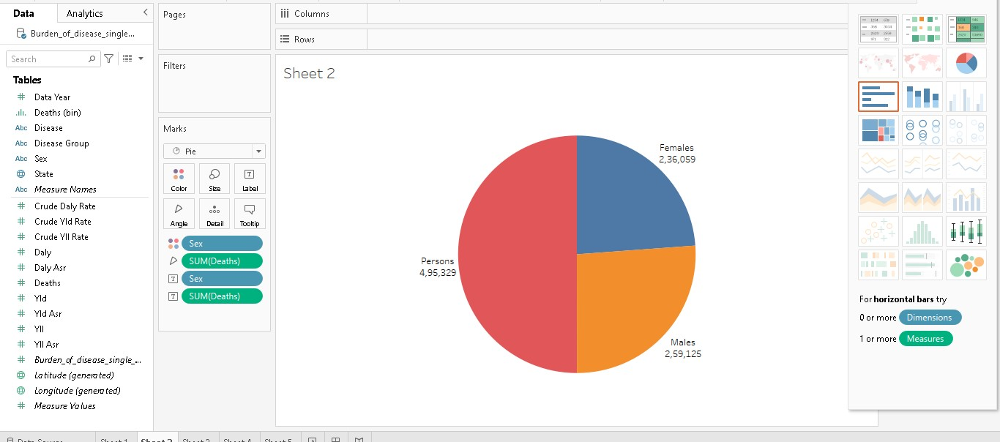 Data
Analytics
Burden_of_disease_single...
Search
Tables
Data Year
Deaths (bin)
Abc Disease
Abc Disease Group
Abc Sex
State
Abc Measure Names
Crude Daly Rate
Crude Yld Rate
Crude Yll Rate
Daly
Daly Asr
Deaths
Yld
Yld Asr
Yll
Yll Asr
Burden_of_disease_single_...
Latitude (generated)
Longitude (generated)
Measure Values
Pages
Filters
Marks
Pie
Color
Size
Label
Angle
Detail
Tooltip
Sex
SUM(Deaths)
Sex
SUM(Deaths)
Columns
Rows
Sheet 2
Females
2,36,059
Persons
4,95,329
Males
2,59,125
For horizontal bars try
0 or more Dimensions
1 or more Measures
Data Source
Sheet 1
Sheet 2
Sheet 3
Sheet 4
Sheet 5